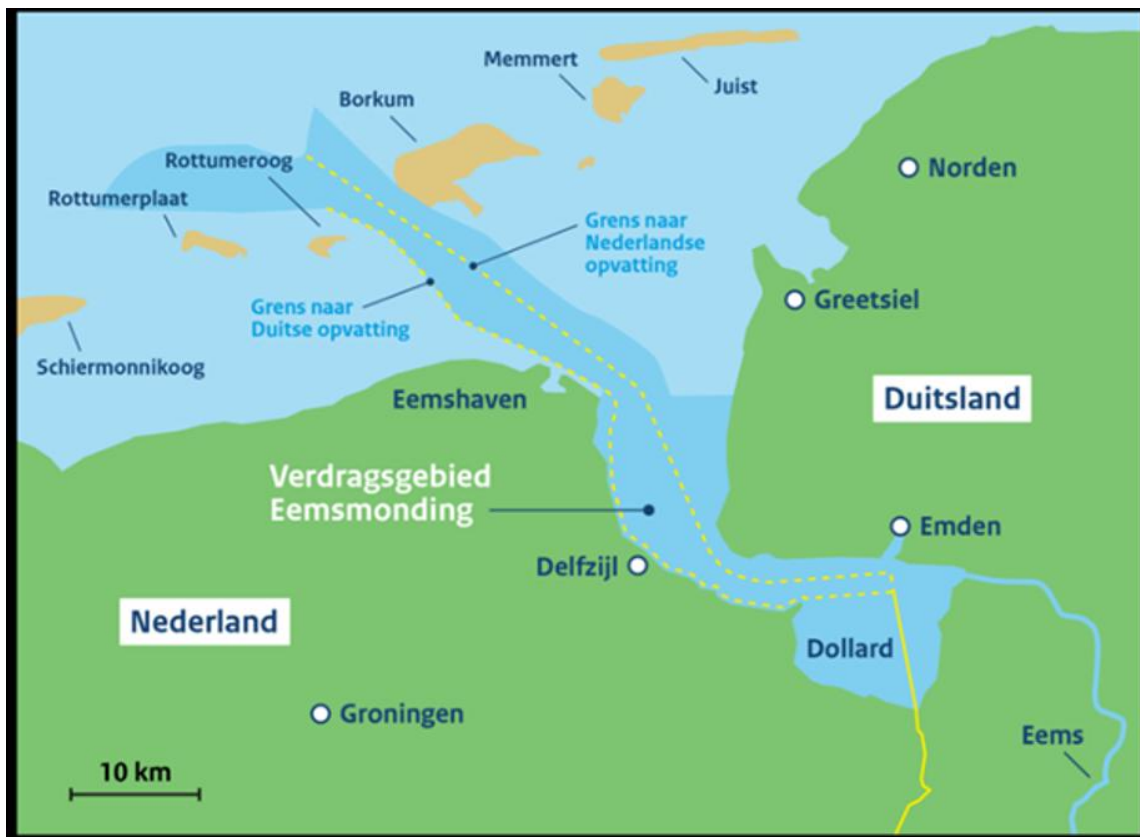 Memmert
Juist
Borkum
Norden
Rottumeroog
Rottumerplaat
Grens naar
Nederlandse
opvatting
Greetsiel
Grens naar
Duitse opvatting
Schiermonnikoog
Eemshaven
Duitsland
Verdragsgebied
Eemsmonding
Emden
Delfzijl
Nederland
Dollard
Groningen
Eems
10 km